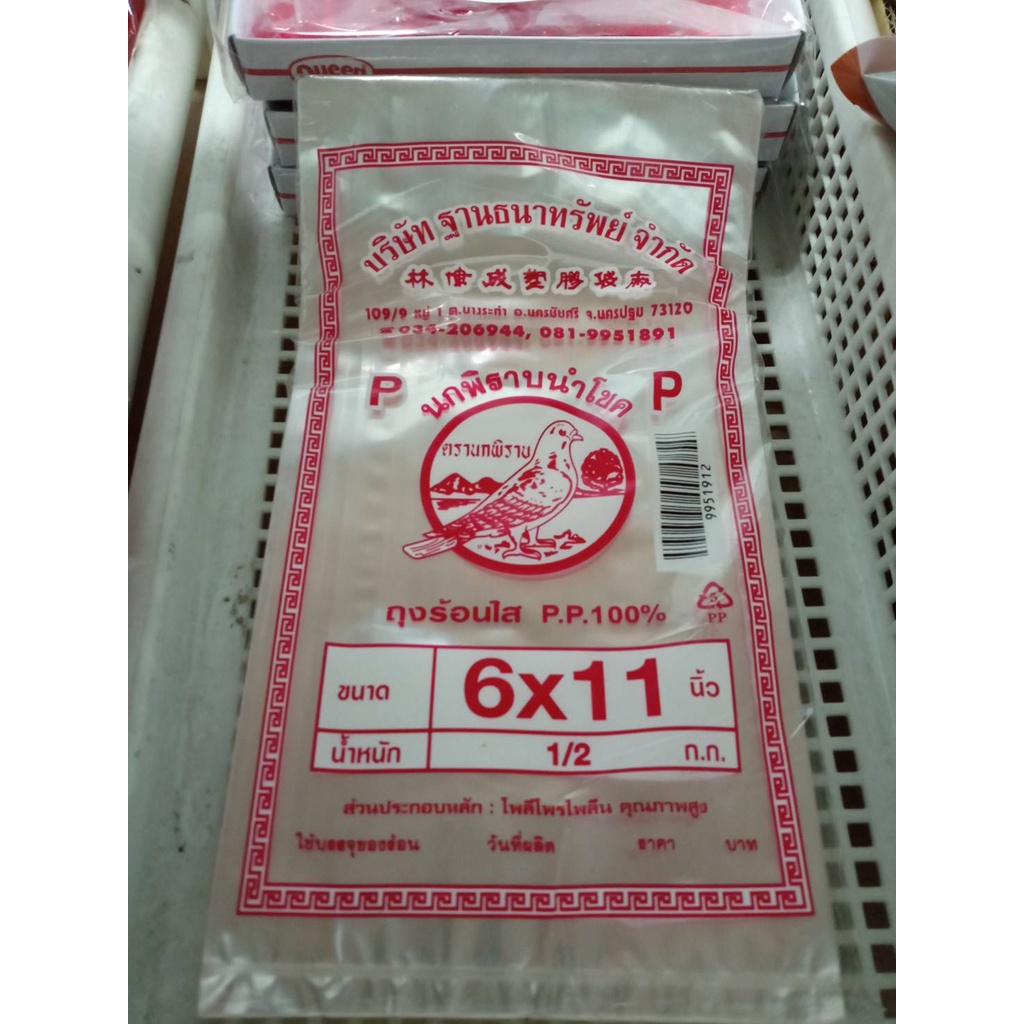 Queen
บริษัท ฐานธนาทรัพย์ จำกัด
林偉成塑膠袋廠
109/9 หมู่ 1 ต.บางระกำ อ.นครชัยศรี จ.นครปฐม 73120
☎034-206944, 081-9951891
P นกพิราบนำโชค P
ตรานกพิราบ
9951912
ถุงร้อนใส P.P.100%
5
PP
ขนาด 6x11 นิ้ว
น้ำหนัก 1/2 ก.ก.
ส่วนประกอบหลัก : โพลีโพรไพลีน คุณภาพสูง
ใช้บรรจุของร้อน วันที่ผลิต ราคา บาท